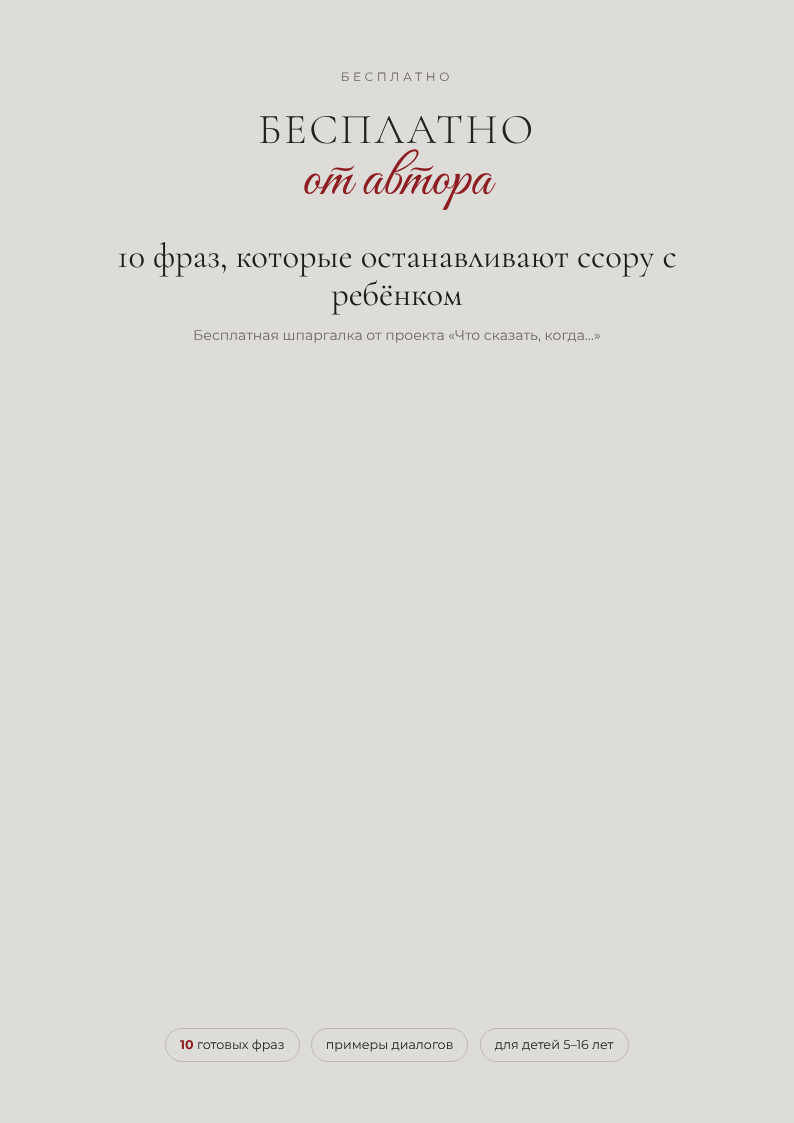 БЕСПЛАТНО
БЕСПЛАТНО
от автора
10 фраз, которые останавливают ссору с
ребёнком
Бесплатная шпаргалка от проекта «Что сказать, когда…»
10 готовых фраз
примеры диалогов
для детей 5–16 лет